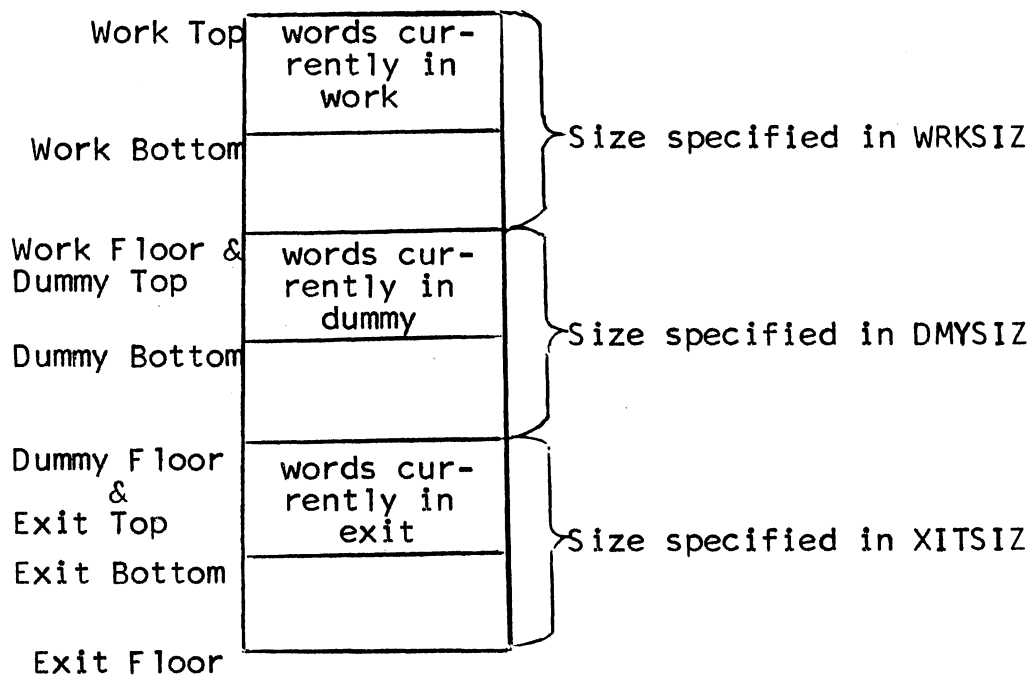 Work Top
words cur-
rently in
work
Work Bottom
Size specified in WRKSIZ
Work Floor &
Dummy Top
words cur-
rently in
dummy
Size specified in DMYSIZ
Dummy Bottom
Dummy Floor
&
Exit Top
words cur-
rently in
exit
Size specified in XITSIZ
Exit Bottom
Exit Floor